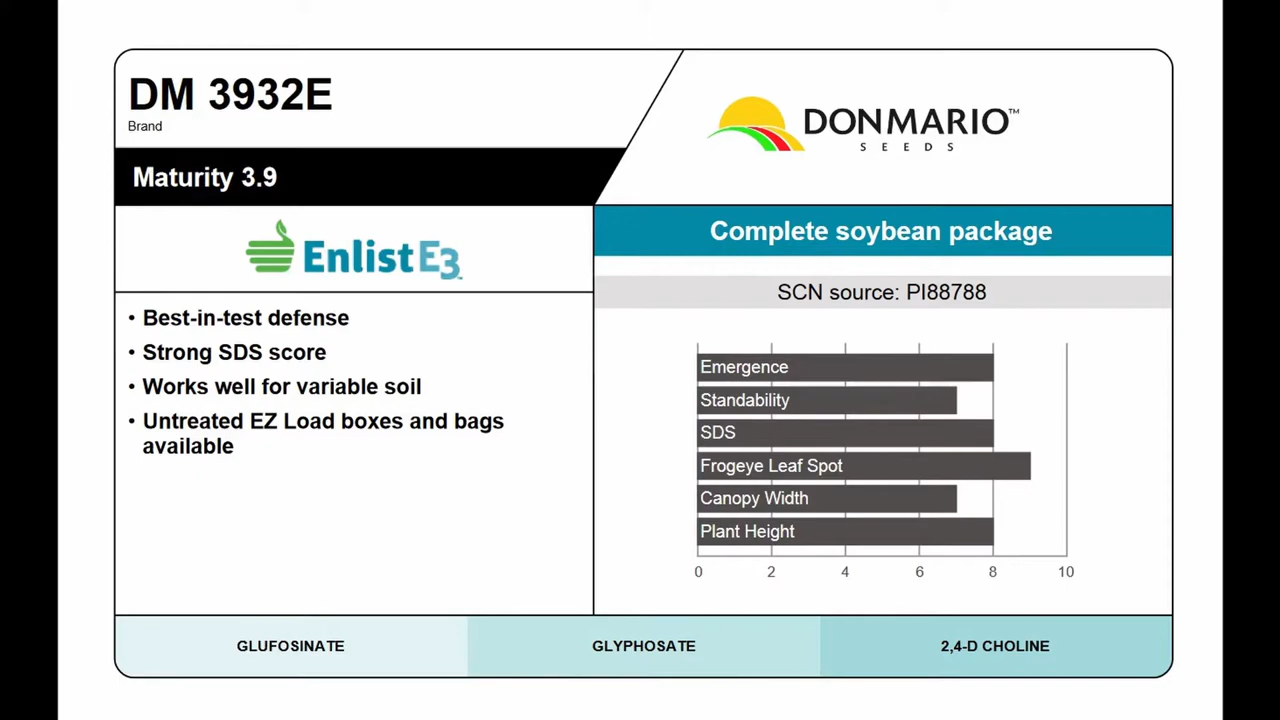 DM 3932E
Brand
Maturity 3.9
DONMARIO™
SEEDS
Enlist E3™
Complete soybean package
SCN source: PI88788
• Best-in-test defense
• Strong SDS score
• Works well for variable soil
• Untreated EZ Load boxes and bags
available
Emergence
Standability
SDS
Frogeye Leaf Spot
Canopy Width
Plant Height
0 2 4 6 8 10
GLUFOSINATE GLYPHOSATE 2,4-D CHOLINE